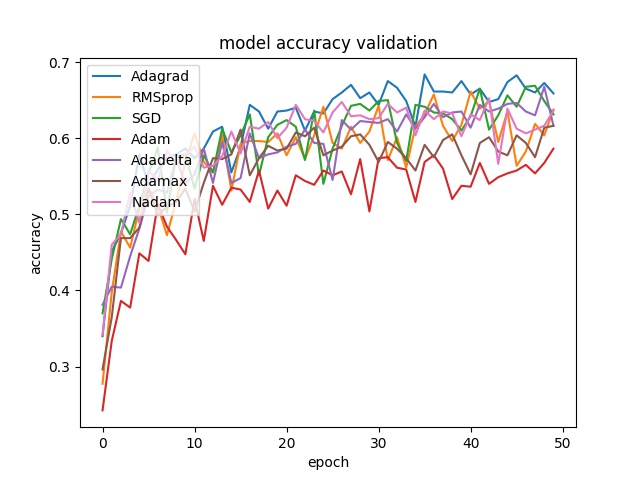 model accuracy validation
0.7
0.6
0.5
0.4
0.3
accuracy
Adagrad
RMSprop
SGD
Adam
Adadelta
Adamax
Nadam
0 10 20 30 40 50
epoch